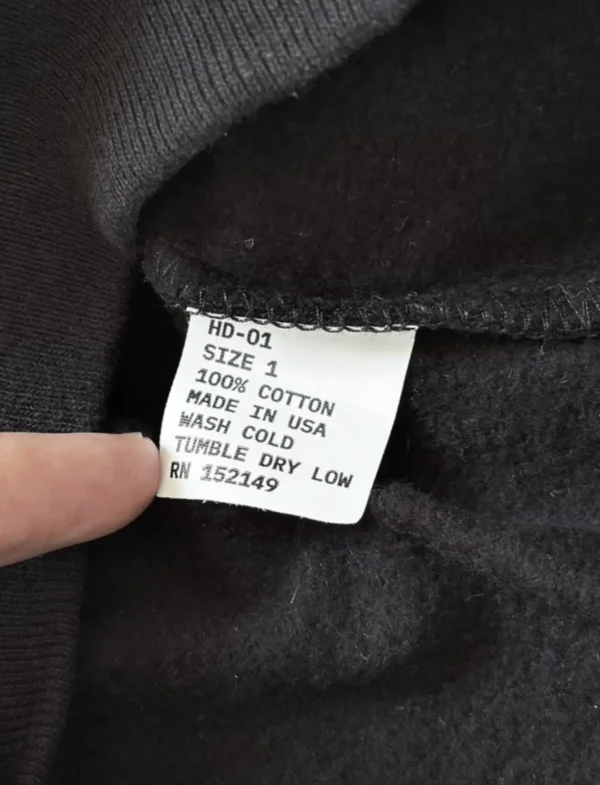 HD-01
SIZE 1
100% COTTON
MADE IN USA
WASH COLD
TUMBLE DRY LOW
RN 152149